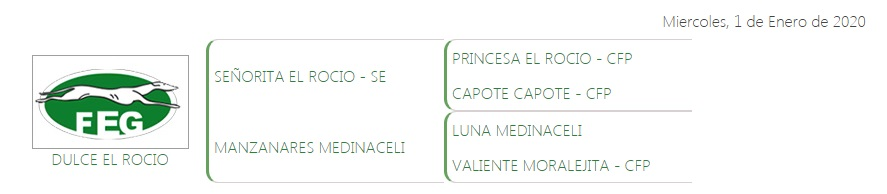 Miercoles, 1 de Enero de 2020
PRINCESA EL ROCIO - CFP
SEÑORITA EL ROCIO - SE
CAPOTE CAPOTE - CFP
FEG
LUNA MEDINACELI
MANZANARES MEDINACELI
DULCE EL ROCIO
VALIENTE MORALEJITA - CFP